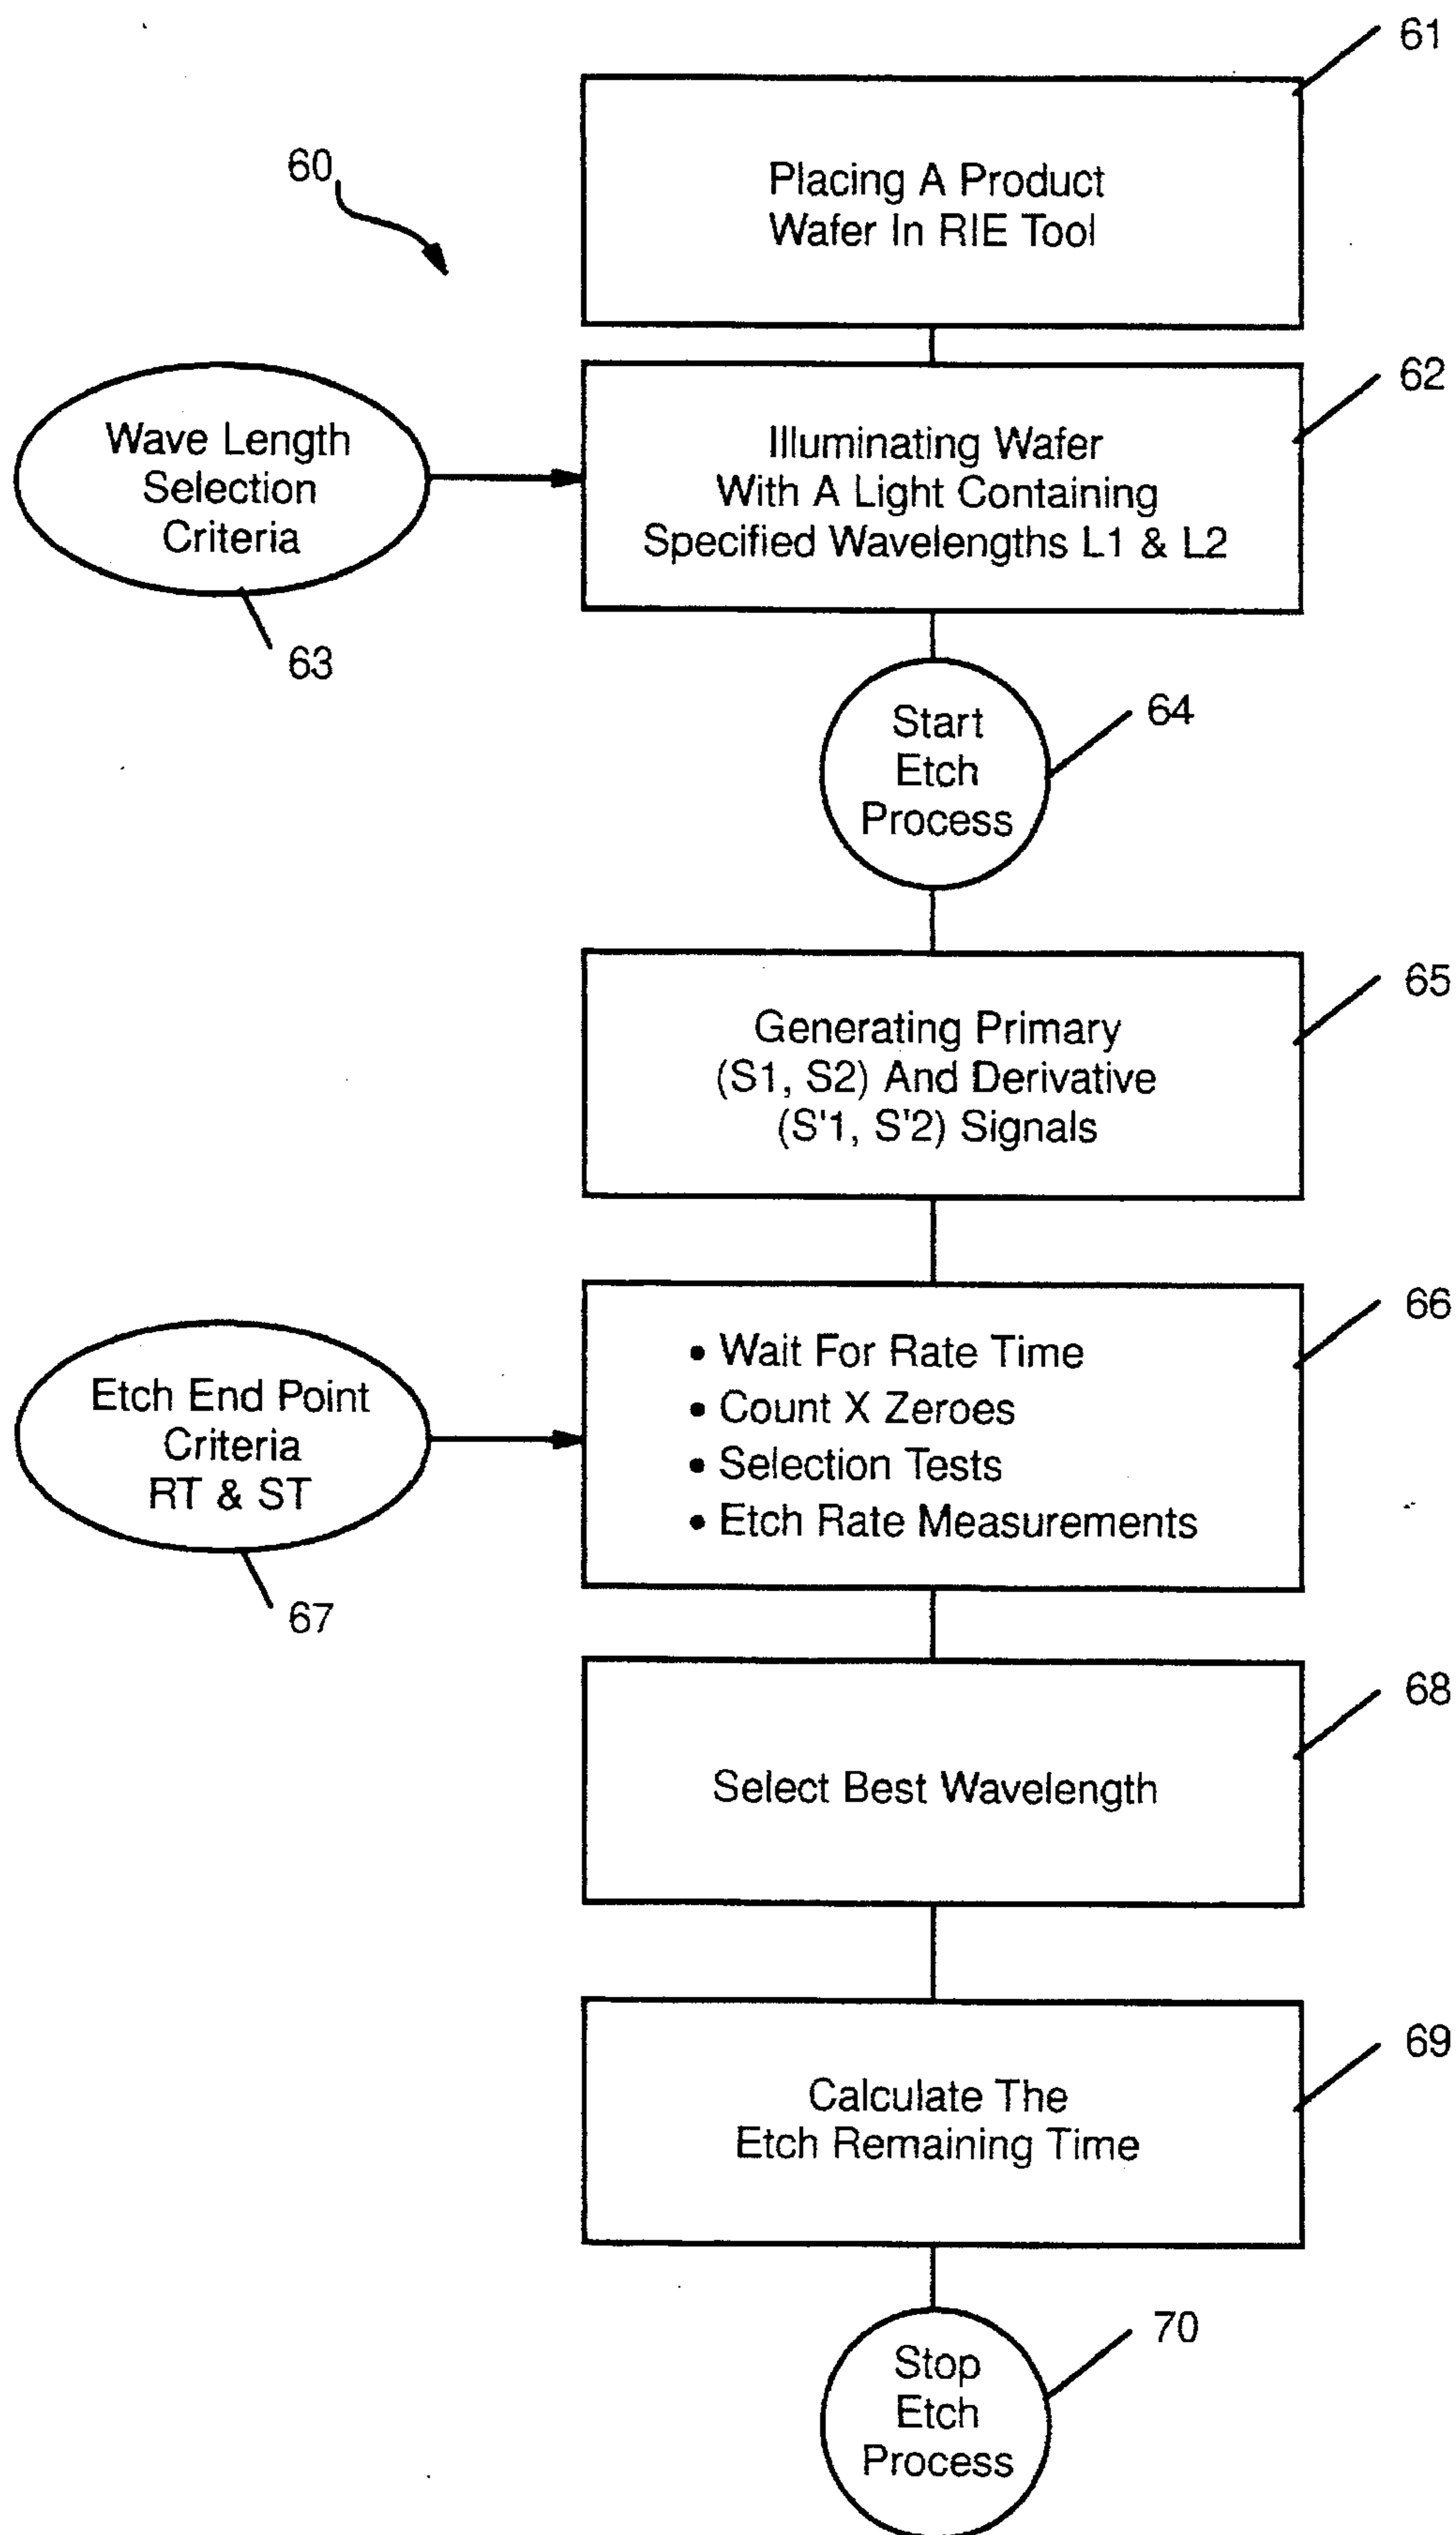 61
60
Placing A Product
Wafer In RIE Tool
62
Wave Length
Selection
Criteria
Illuminating Wafer
With A Light Containing
Specified Wavelengths L1 & L2
63
64
Start
Etch
Process
65
Generating Primary
(S1, S2) And Derivative
(S'1, S'2) Signals
66
Etch End Point
Criteria
RT & ST
• Wait For Rate Time
• Count X Zeroes
• Selection Tests
• Etch Rate Measurements
67
68
Select Best Wavelength
69
Calculate The
Etch Remaining Time
70
Stop
Etch
Process